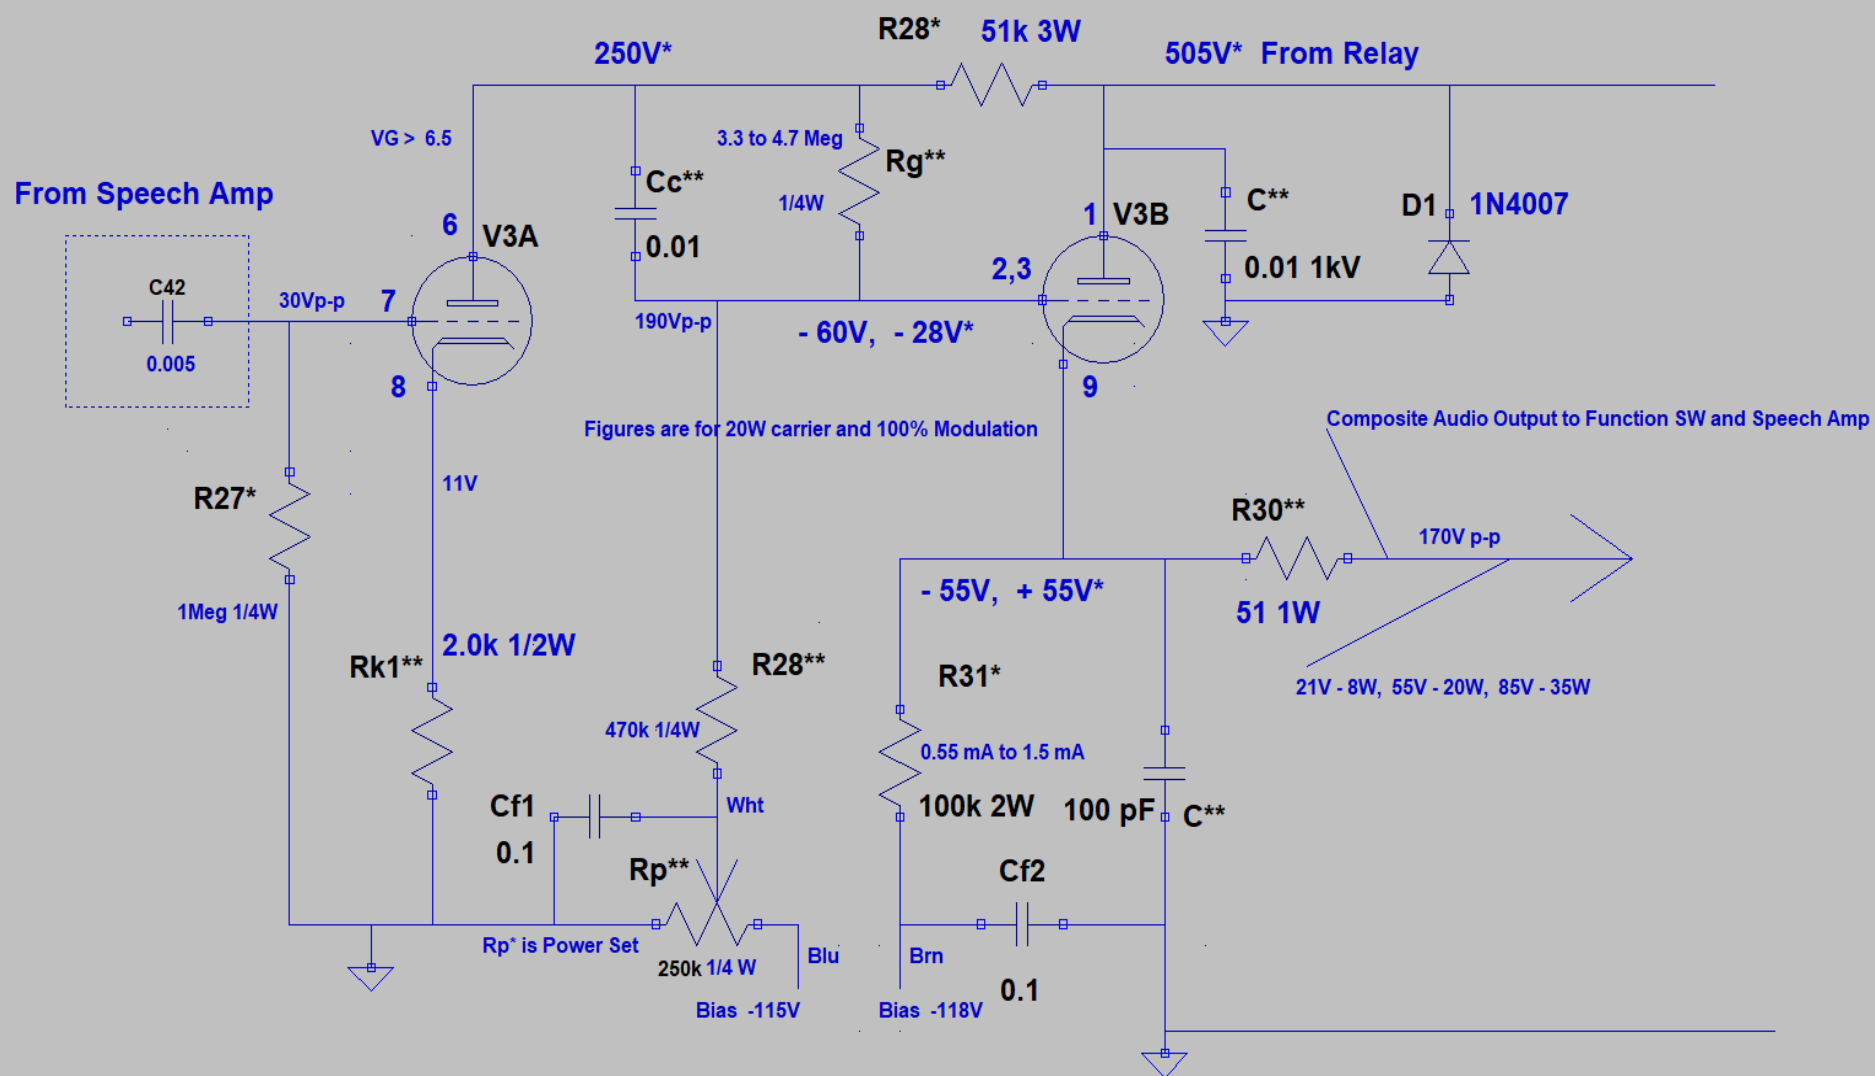 R28*
51k 3W
250V*
505V* From Relay
VG > 6.5
3.3 to 4.7 Meg
Rg**
1/4W
Cc**
0.01
From Speech Amp
6
V3A
1
V3B
C**
0.01 1kV
D1
1N4007
C42
0.005
30Vp-p
7
8
190Vp-p
2,3
- 60V, - 28V*
9
Figures are for 20W carrier and 100% Modulation
Composite Audio Output to Function SW and Speech Amp
11V
R27*
1Meg 1/4W
R30**
51 1W
170V p-p
- 55V, + 55V*
21V - 8W, 55V - 20W, 85V - 35W
2.0k 1/2W
Rk1**
R28**
470k 1/4W
R31*
0.55 mA to 1.5 mA
100k 2W
100 pF
C**
Cf1
0.1
Wht
Rp**
Cf2
0.1
Rp* is Power Set
250k 1/4 W
Blu
Brn
Bias -115V
Bias -118V